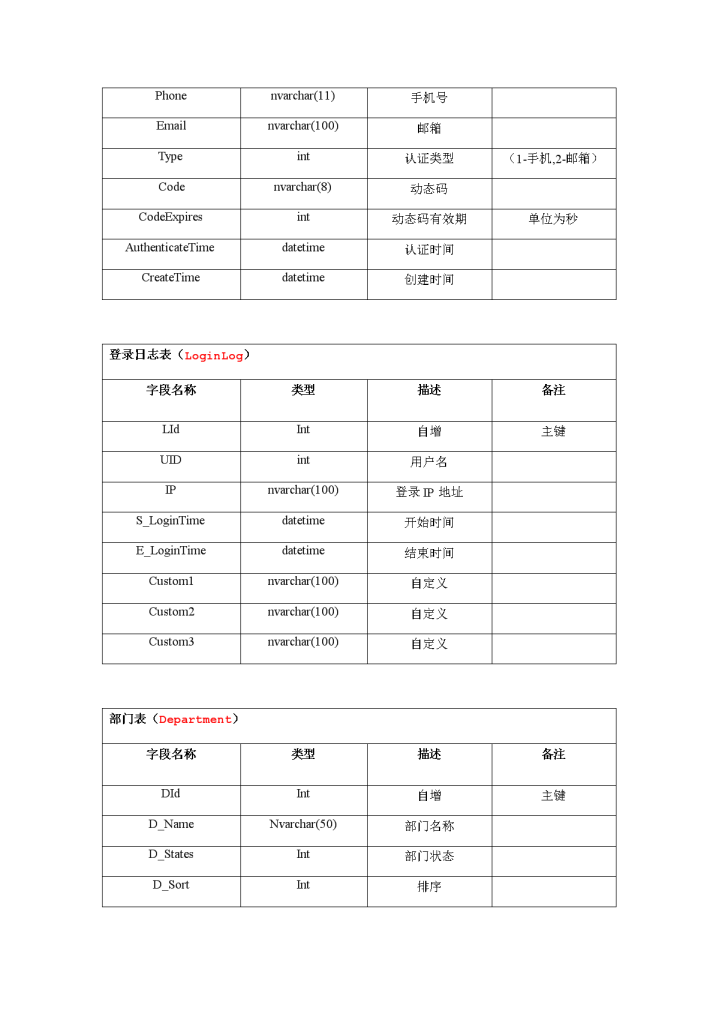 Phone nvarchar(11) 手机号
Email nvarchar(100) 邮箱
Type int 认证类型 （1-手机,2-邮箱）
Code nvarchar(8) 动态码
CodeExpires int 动态码有效期 单位为秒
AuthenticateTime datetime 认证时间
CreateTime datetime 创建时间
登录日志表（LoginLog）
字段名称 类型 描述 备注
LId Int 自增 主键
UID int 用户名
IP nvarchar(100) 登录 IP 地址
S_LoginTime datetime 开始时间
E_LoginTime datetime 结束时间
Custom1 nvarchar(100) 自定义
Custom2 nvarchar(100) 自定义
Custom3 nvarchar(100) 自定义
部门表（Department）
字段名称 类型 描述 备注
DId Int 自增 主键
D_Name Nvarchar(50) 部门名称
D_States Int 部门状态
D_Sort Int 排序